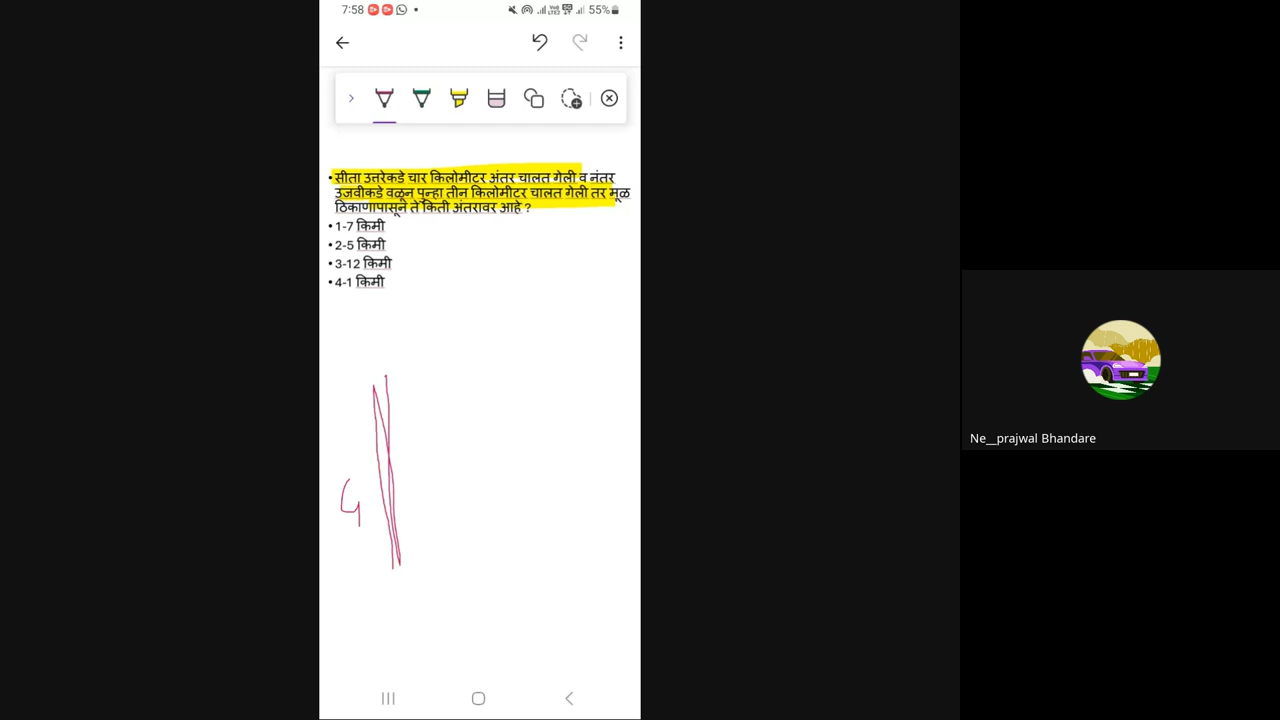 7:58 55%
• सीता उत्तरेकडे चार किलोमीटर अंतर चालत गेली व नंतर
उजवीकडे वळून पुन्हा तीन किलोमीटर चालत गेली तर मूळ
ठिकाणापासून ते किती अंतरावर आहे ?
• 1-7 किमी
• 2-5 किमी
• 3-12 किमी
• 4-1 किमी
4
Ne__prajwal Bhandare